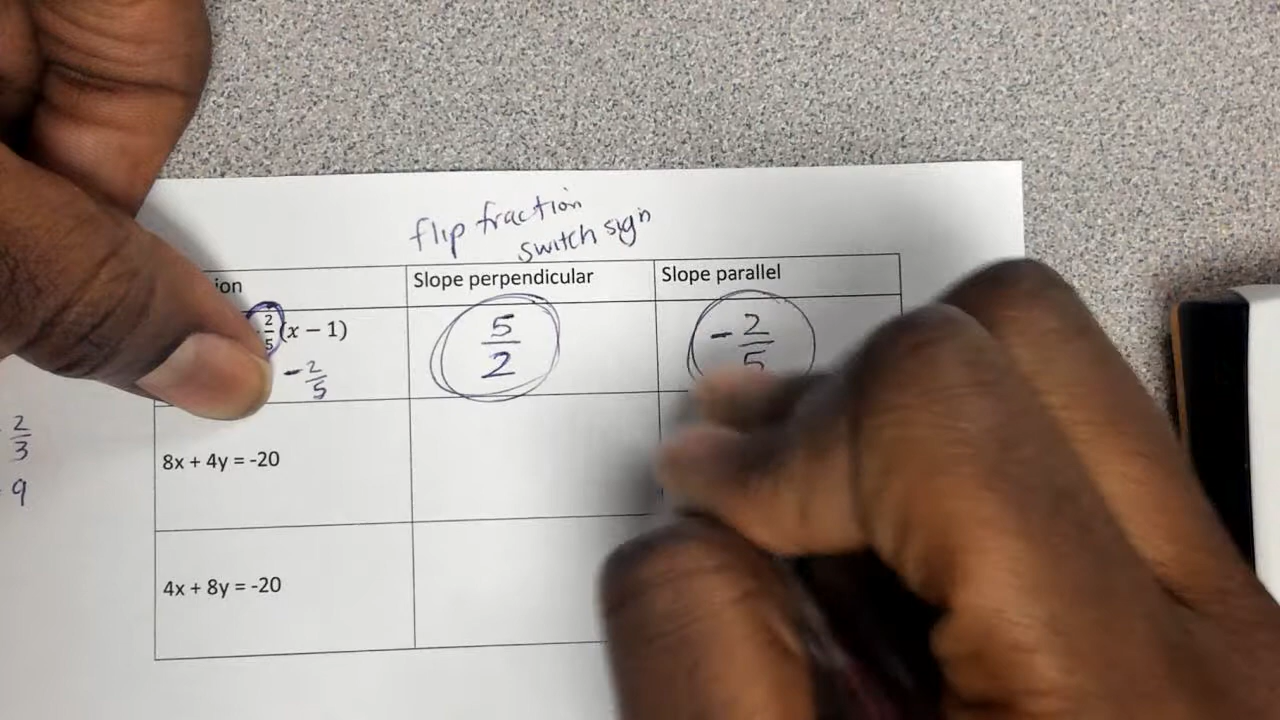 flip fraction
switch sign
Slope perpendicular
Slope parallel
2/5(x − 1)
-2/5
5/2
-2/5
8x + 4y = -20
4x + 8y = -20
2/3
9